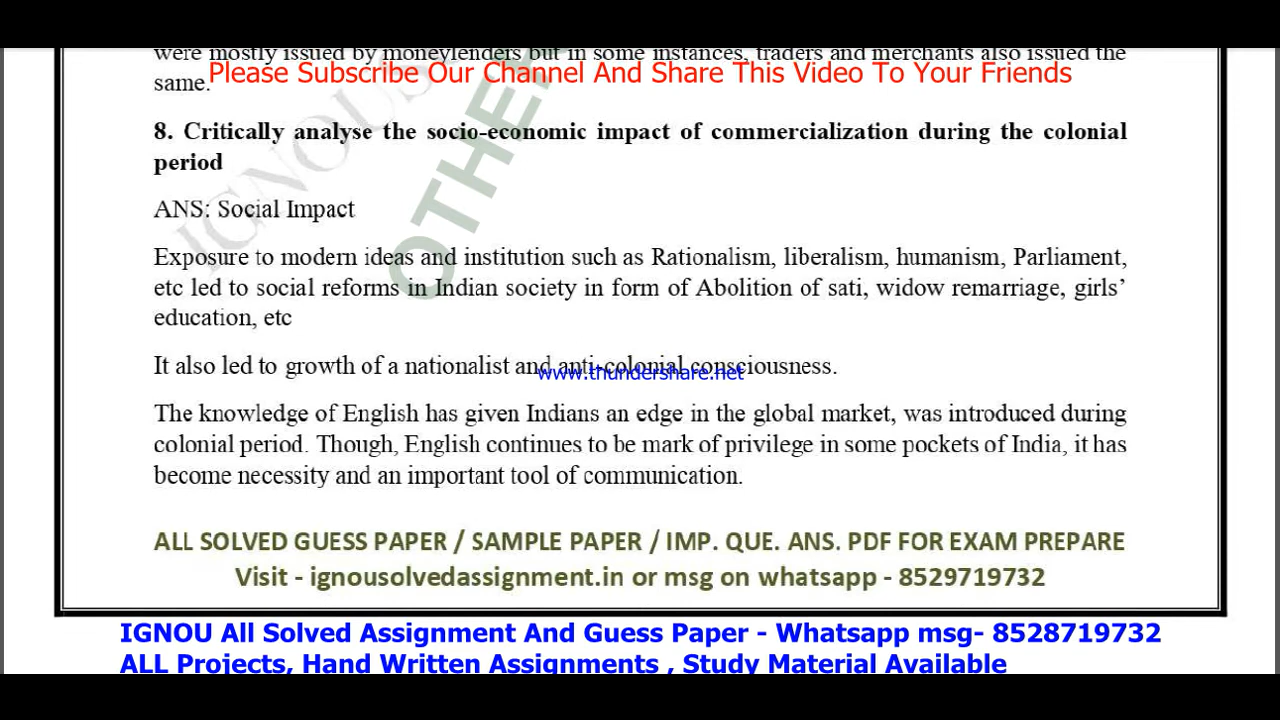 were mostly issued by moneylenders but in some instances, traders and merchants also issued the
Please Subscribe Our Channel And Share This Video To Your Friends
same.
8. Critically analyse the socio-economic impact of commercialization during the colonial
period
ANS: Social Impact
Exposure to modern ideas and institution such as Rationalism, liberalism, humanism, Parliament,
etc led to social reforms in Indian society in form of Abolition of sati, widow remarriage, girls’
education, etc
It also led to growth of a nationalist and anti-colonial consciousness.
www.thundershare.net
The knowledge of English has given Indians an edge in the global market, was introduced during
colonial period. Though, English continues to be mark of privilege in some pockets of India, it has
become necessity and an important tool of communication.
IGNOUS
OTHER
ALL SOLVED GUESS PAPER / SAMPLE PAPER / IMP. QUE. ANS. PDF FOR EXAM PREPARE
Visit - ignousolvedassignment.in or msg on whatsapp - 8529719732
IGNOU All Solved Assignment And Guess Paper - Whatsapp msg- 8528719732
ALL Projects, Hand Written Assignments , Study Material Available